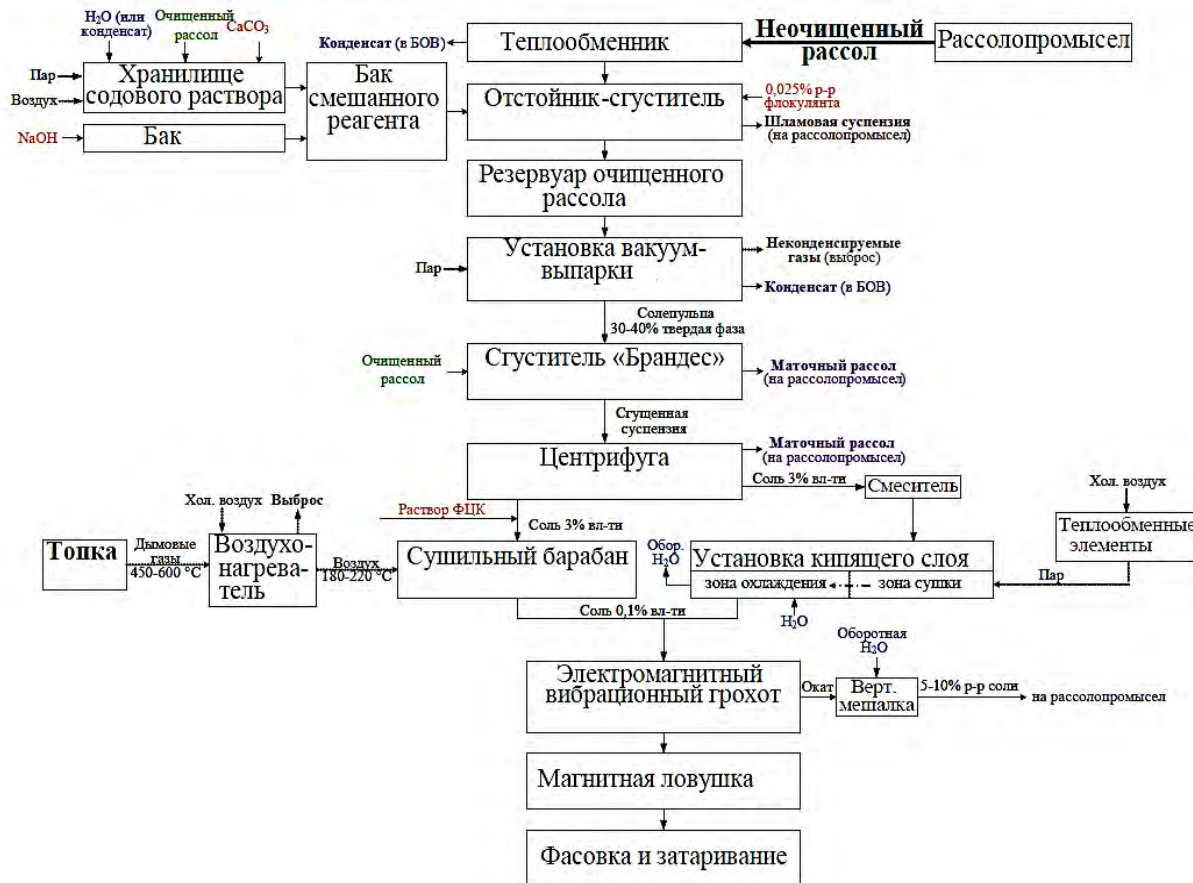 H₂O (или
конденсат)
Очищенный
рассол
CaCO₃
Пар
Воздух
Хранилище
содового раствора
NaOH
Бак
Бак
смешанного
реагента
Конденсат (в БОВ)
Теплообменник
Неочищенный
рассол
Рассолопромысел
Отстойник-сгуститель
0,025% р-р
флокулянта
Шламовая суспензия
(на рассолопромысел)
Резервуар очищенного
рассола
Пар
Установка вакуум-
выпарки
Неконденсируемые
газы (выброс)
Конденсат (в БОВ)
Солепульпа
30-40% твердая фаза
Очищенный
рассол
Сгуститель «Брандес»
Маточный рассол
(на рассолопромысел)
Сгущенная
суспензия
Центрифуга
Маточный рассол
(на рассолопромысел)
Соль 3% вл-ти
Смеситель
Хол. воздух
Теплообменные
элементы
Пар
Раствор ФЦК
Соль 3% вл-ти
Хол. воздух
Выброс
Топка
Дымовые
газы
450-600 °С
Воздухо-
нагрева-
тель
Воздух
180-220 °С
Сушильный барабан
Обор.
H₂O
Установка кипящего слоя
зона охлаждения
зона сушки
H₂O
Соль 0,1% вл-ти
Электромагнитный
вибрационный грохот
Окат
Оборотная
H₂O
Верт.
мешалка
5-10% р-р соли
на рассолопромысел
Магнитная ловушка
Фасовка и затаривание